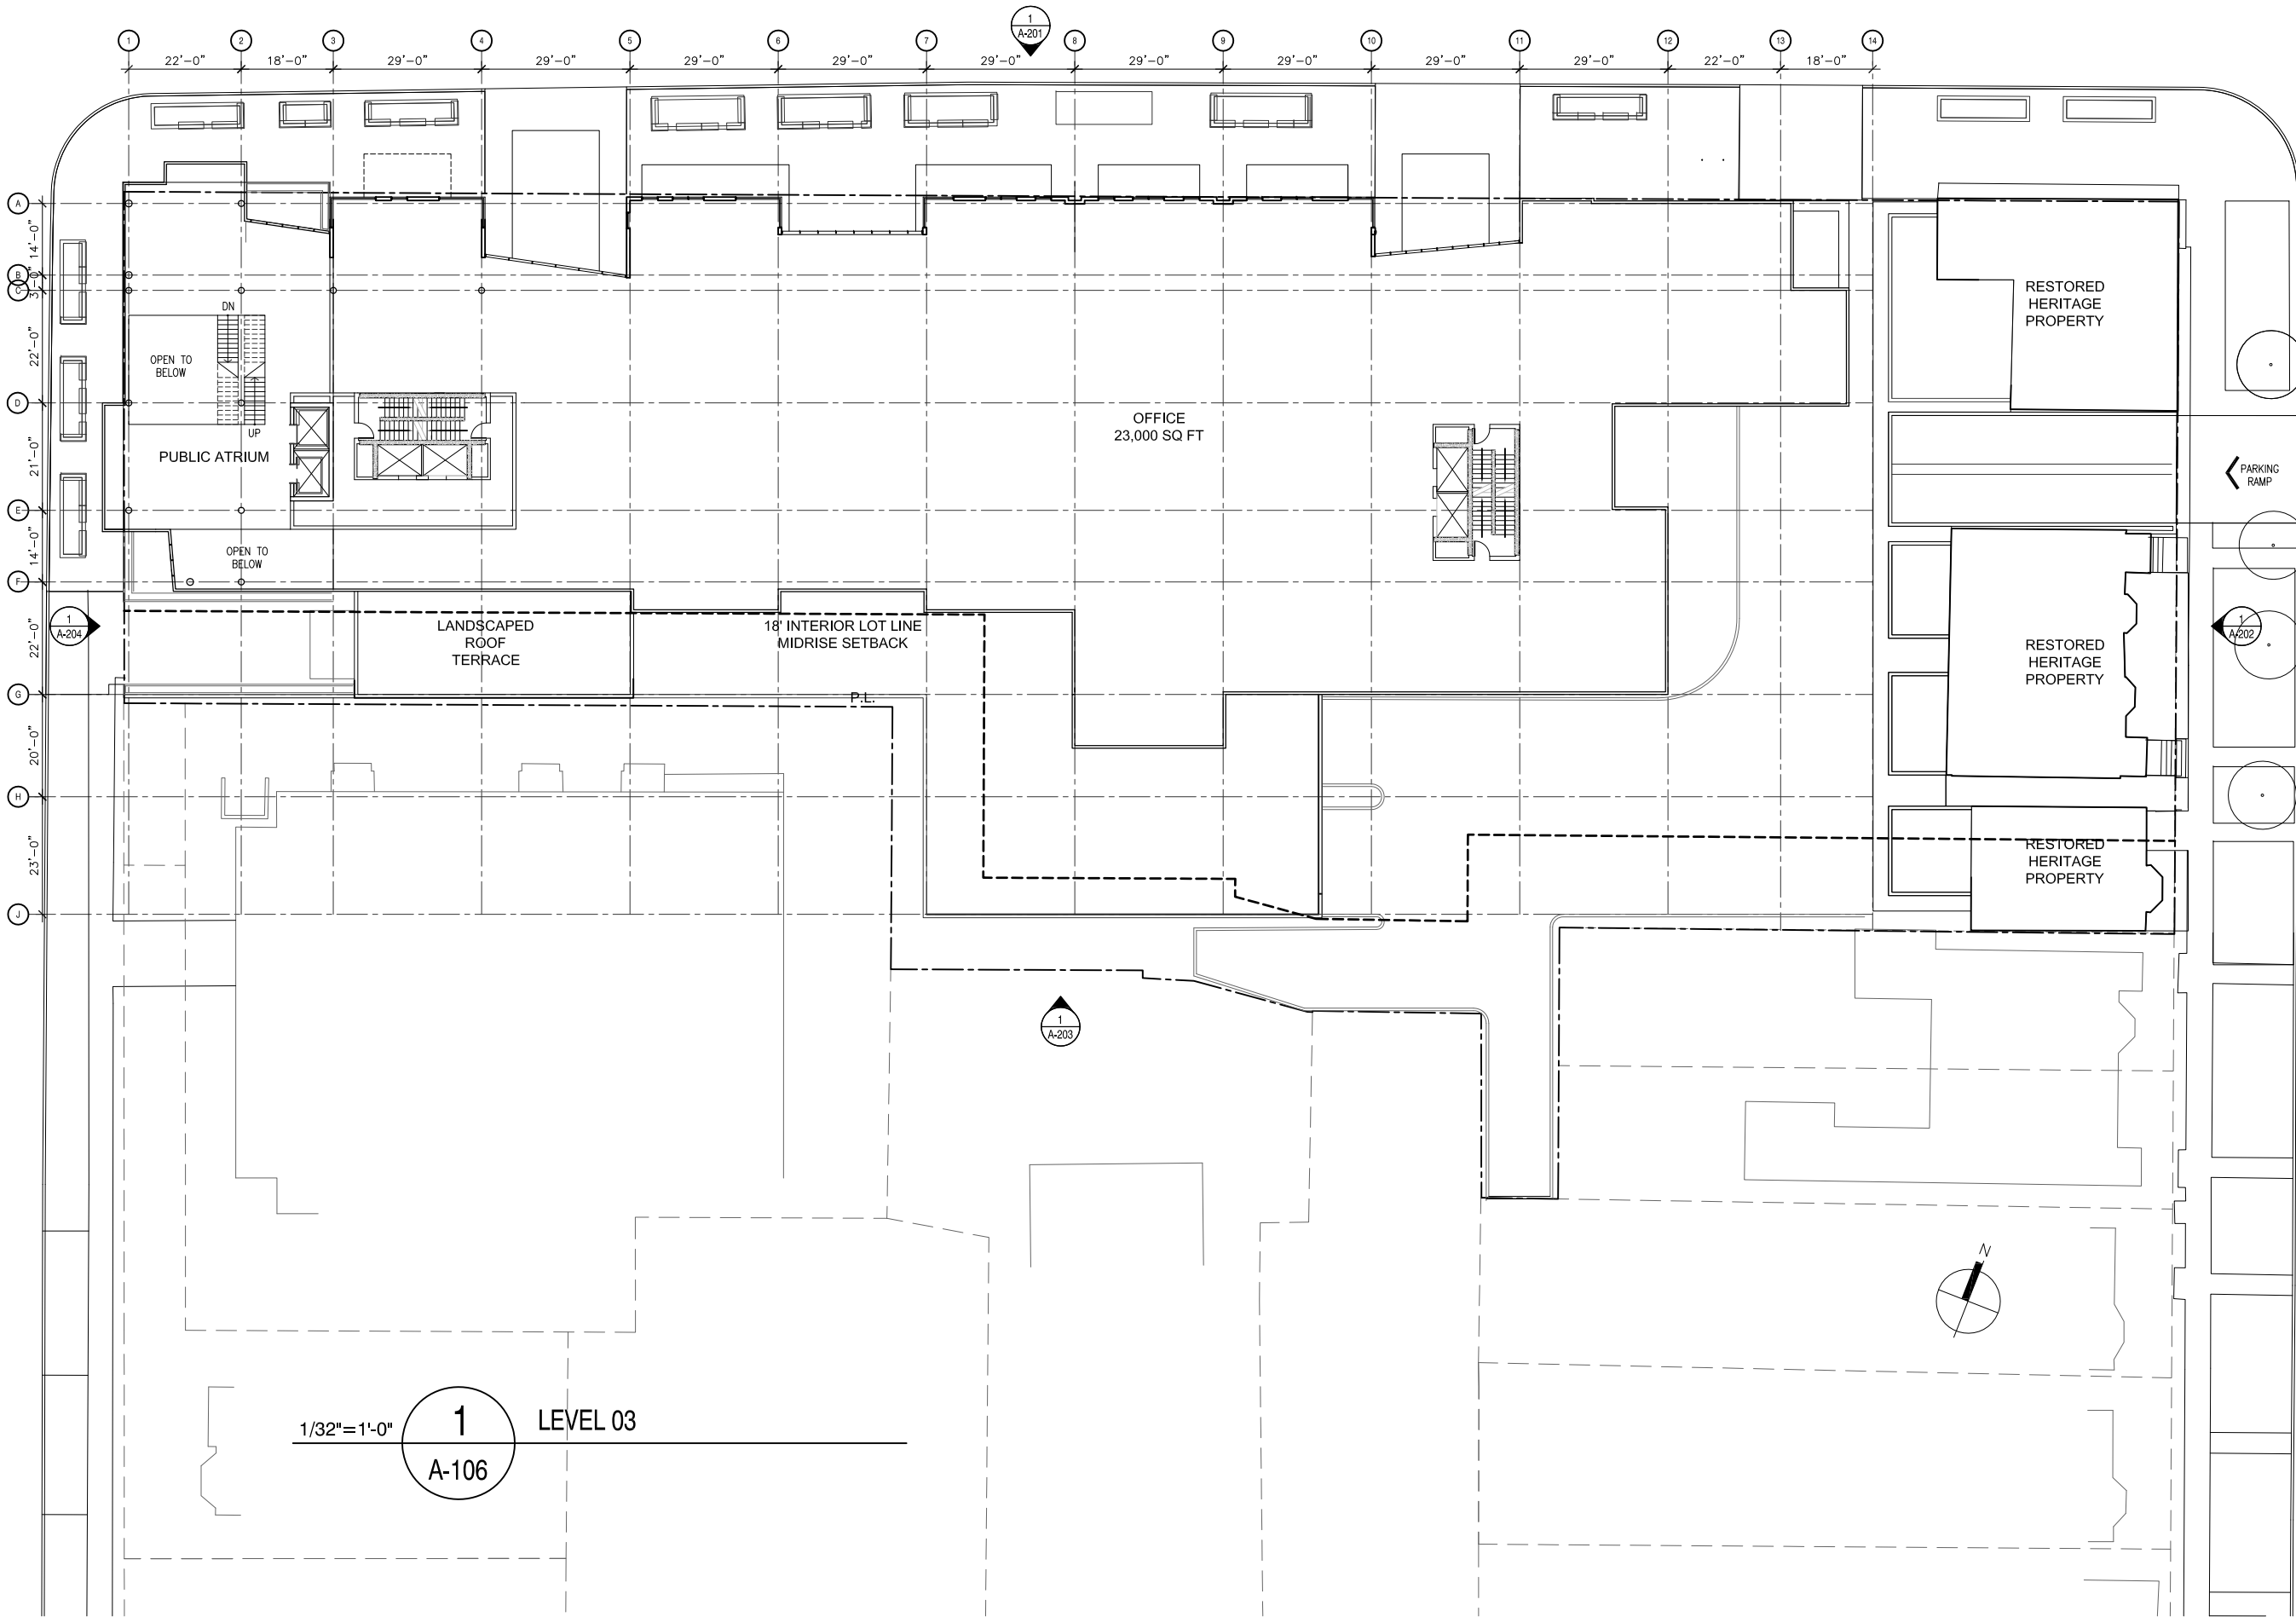 1
A-201
1
2
3
4
5
6
7
8
9
10
11
12
13
14
22'-0"
18'-0"
29'-0"
29'-0"
29'-0"
29'-0"
29'-0"
29'-0"
29'-0"
29'-0"
29'-0"
22'-0"
18'-0"
A
14'-0"
B
3'-0"
C
22'-0"
D
21'-0"
E
14'-0"
F
22'-0"
G
20'-0"
H
23'-0"
J
DN
OPEN TO
BELOW
UP
PUBLIC ATRIUM
OPEN TO
BELOW
OFFICE
23,000 SQ FT
RESTORED
HERITAGE
PROPERTY
PARKING
RAMP
1
A-204
LANDSCAPED
ROOF
TERRACE
18' INTERIOR LOT LINE
MIDRISE SETBACK
P.L.
RESTORED
HERITAGE
PROPERTY
1
A-202
RESTORED
HERITAGE
PROPERTY
1
A-203
N
1/32"=1'-0"
1
A-106
LEVEL 03